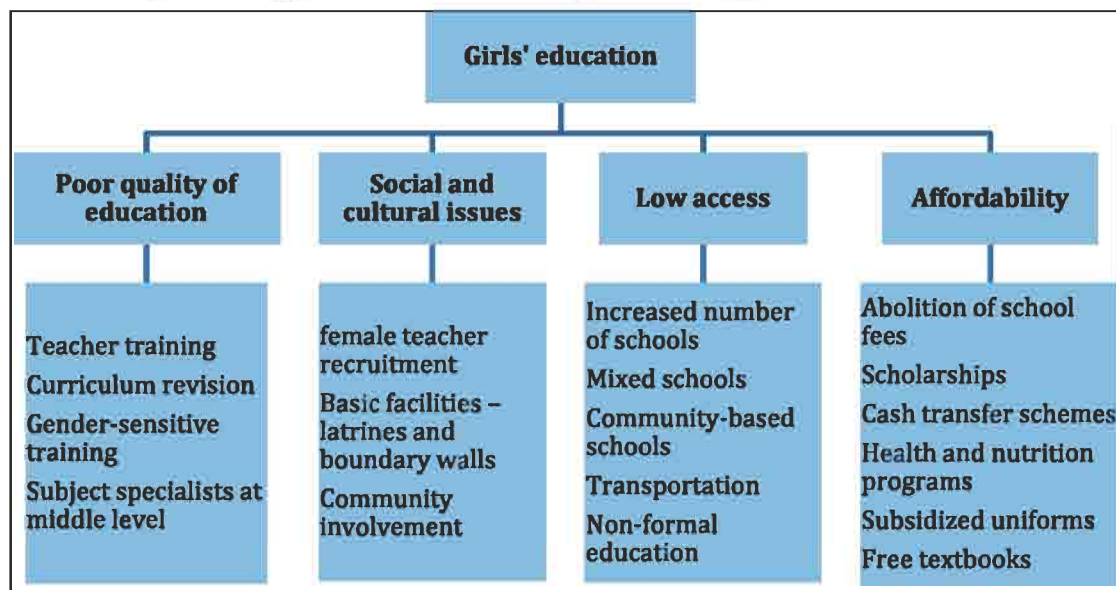 Girls' education
Poor quality of
education
Social and
cultural issues
Low access
Affordability
Teacher training
Curriculum revision
Gender-sensitive
training
Subject specialists at
middle level
female teacher
recruitment
Basic facilities –
latrines and
boundary walls
Community
involvement
Increased number
of schools
Mixed schools
Community-based
schools
Transportation
Non-formal
education
Abolition of school
fees
Scholarships
Cash transfer schemes
Health and nutrition
programs
Subsidized uniforms
Free textbooks